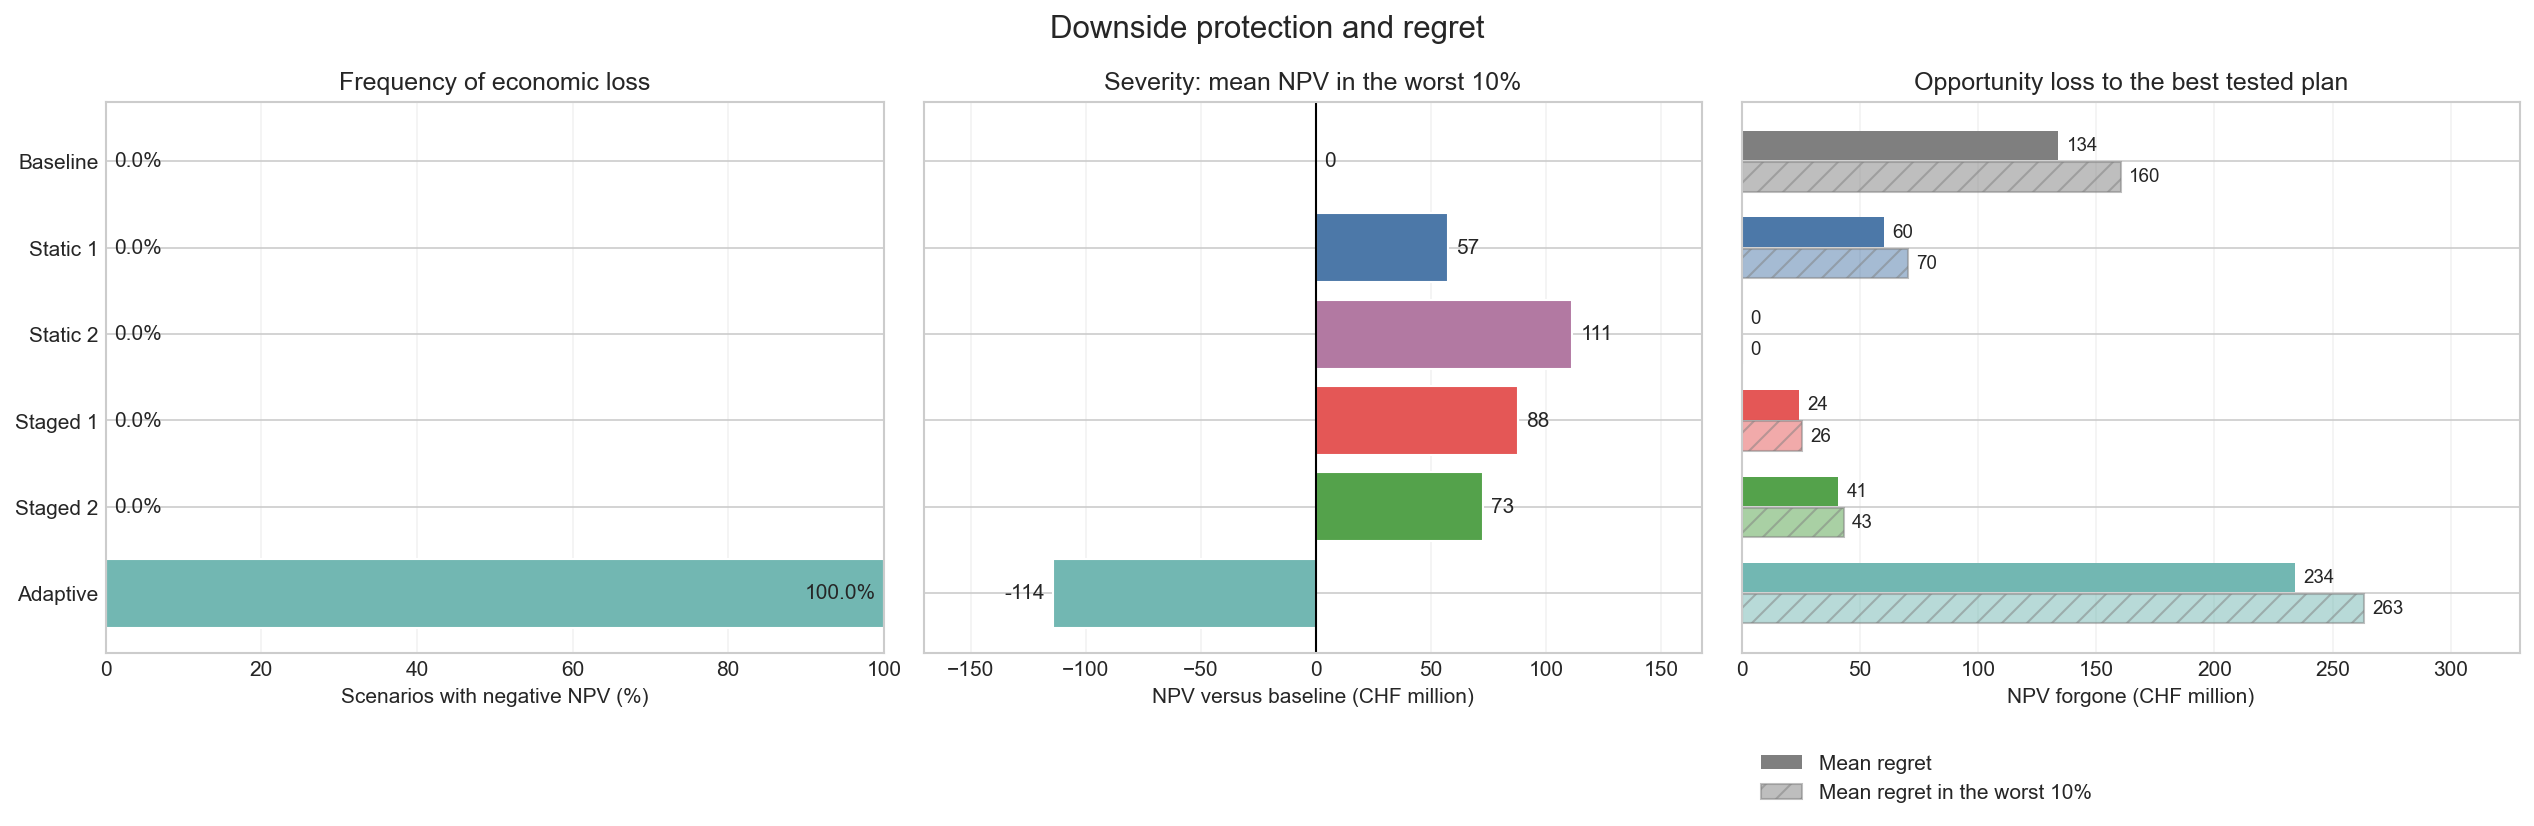 Downside protection and regret
Frequency of economic loss
Baseline 0.0%
Static 1 0.0%
Static 2 0.0%
Staged 1 0.0%
Staged 2 0.0%
Adaptive 100.0%
0 20 40 60 80 100
Scenarios with negative NPV (%)
Severity: mean NPV in the worst 10%
0
57
111
88
73
-114
−150 −100 −50 0 50 100 150
NPV versus baseline (CHF million)
Opportunity loss to the best tested plan
134
160
60
70
0
0
24
26
41
43
234
263
0 50 100 150 200 250 300
NPV forgone (CHF million)
Mean regret
Mean regret in the worst 10%